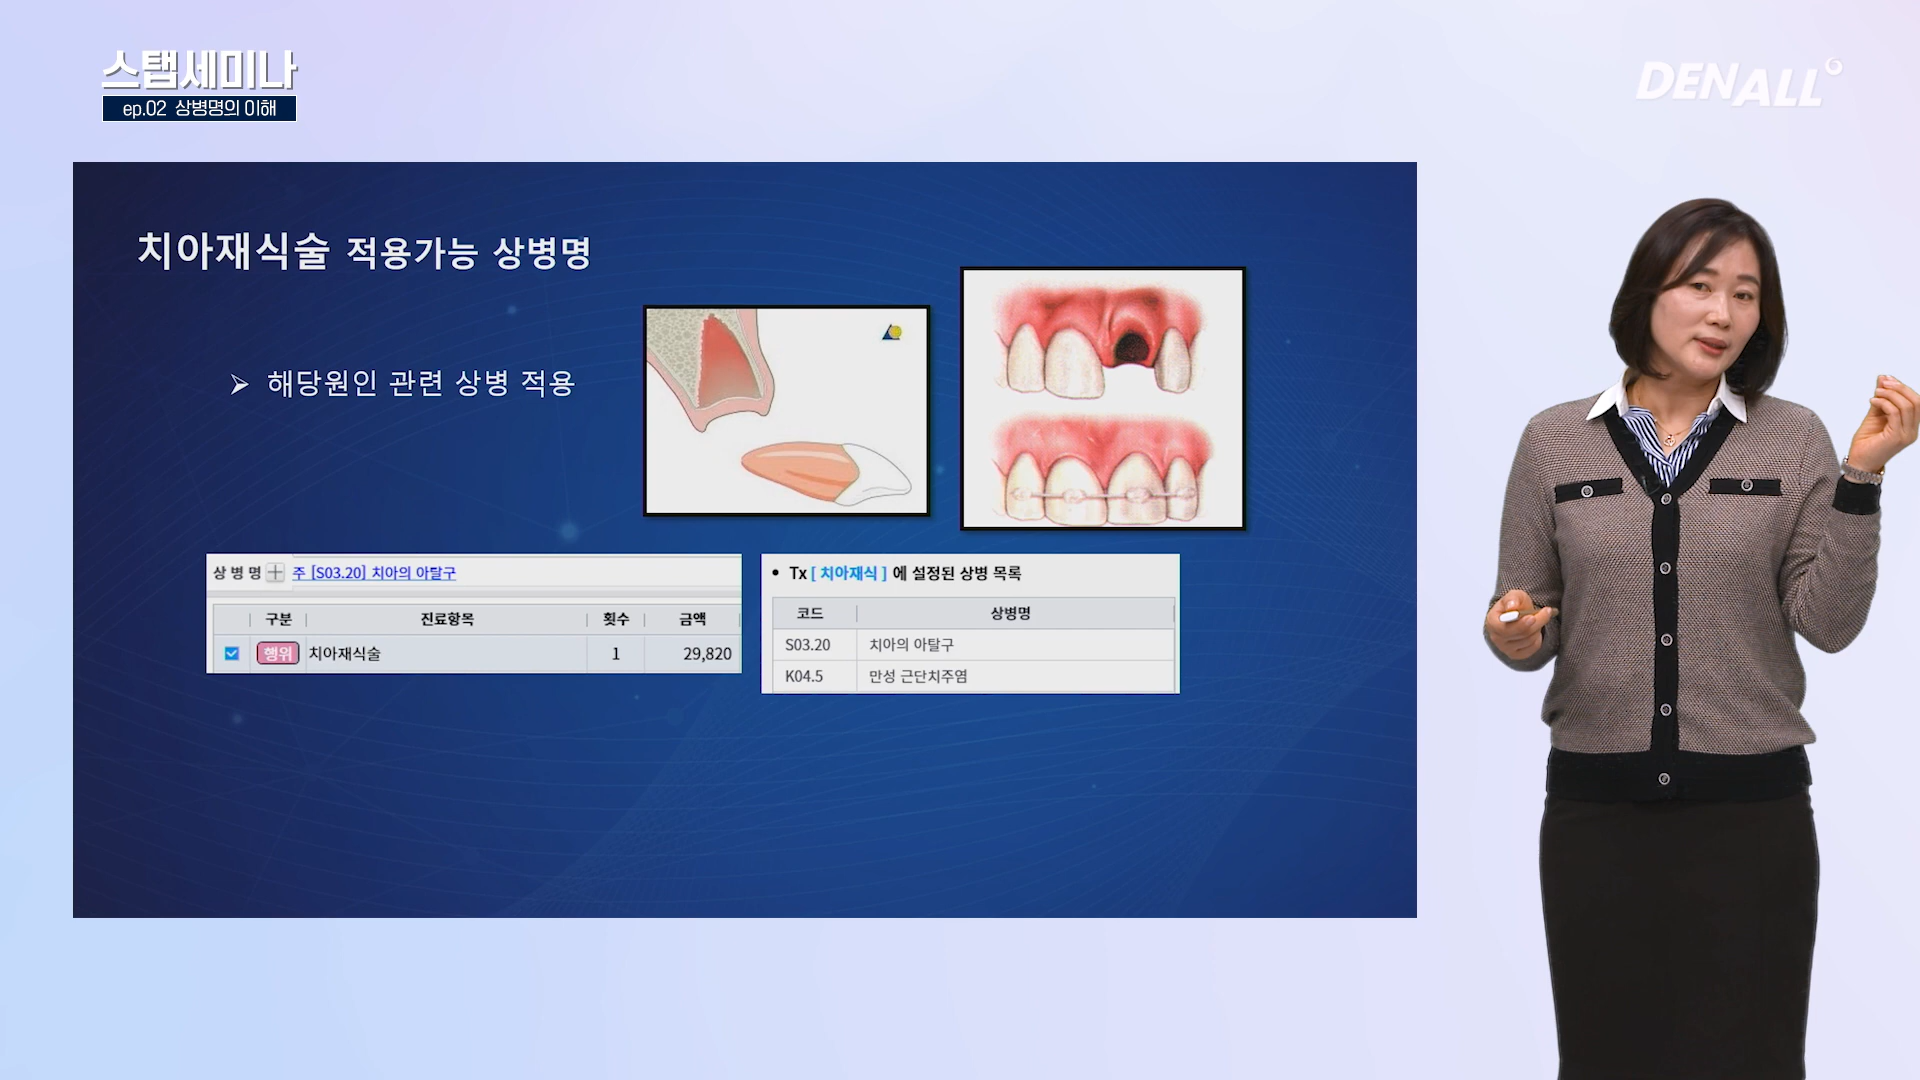 스탭세미나
ep.02 상병명의 이해
DENALL
치아재식술 적용가능 상병명
➢ 해당원인 관련 상병 적용
상 병 명 + 주 [S03.20] 치아의 아탈구
구분 진료항목 횟수 금액
행위 치아재식술 1 29,820
• Tx [ 치아재식 ] 에 설정된 상병 목록
코드 상병명
S03.20 치아의 아탈구
K04.5 만성 근단치주염